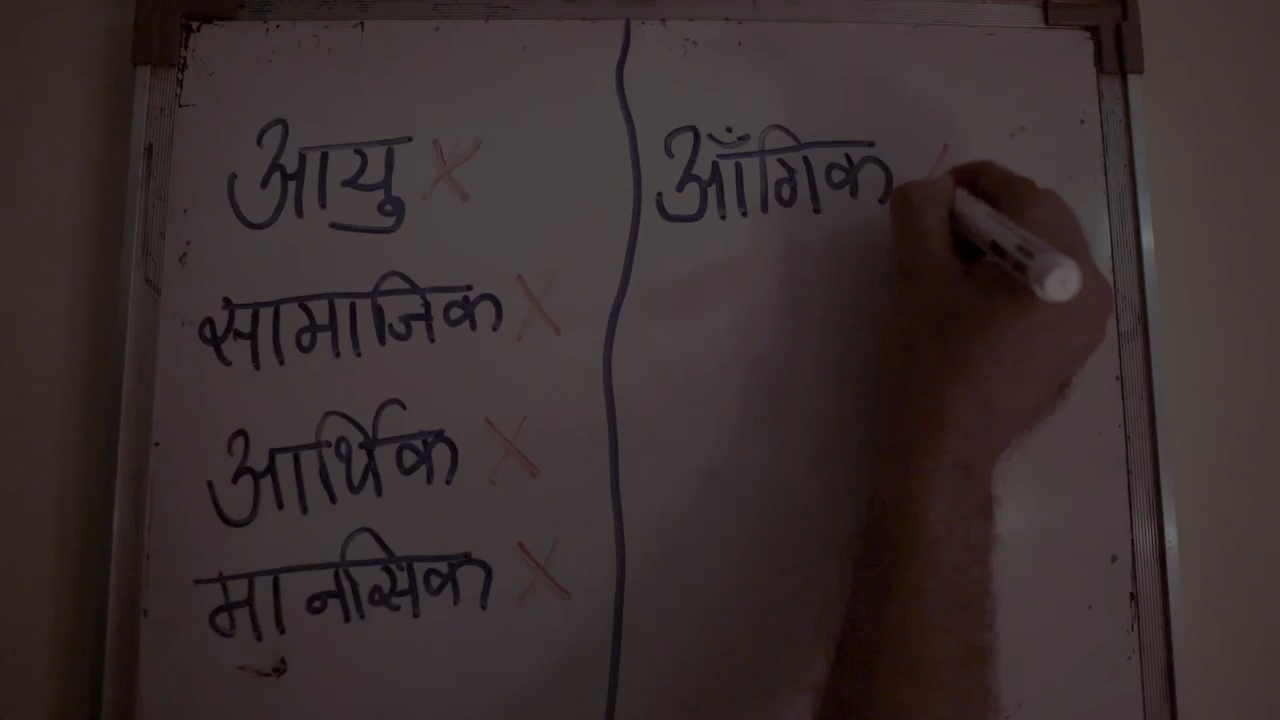 आयु
सामाजिक
आर्थिक
मानसिक
आँगिक